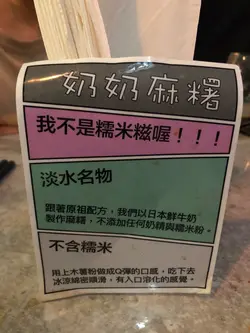 奶奶麻糬
我不是糯米糍喔！！！
淡水名物
跟著原祖配方，我們以日本鮮牛奶
製作麻糬，不添加任何奶精與糯米粉。
不含糯米
用上木薯粉做成Q彈的口感，吃下去
冰涼綿密順滑，有入口溶化的感覺。